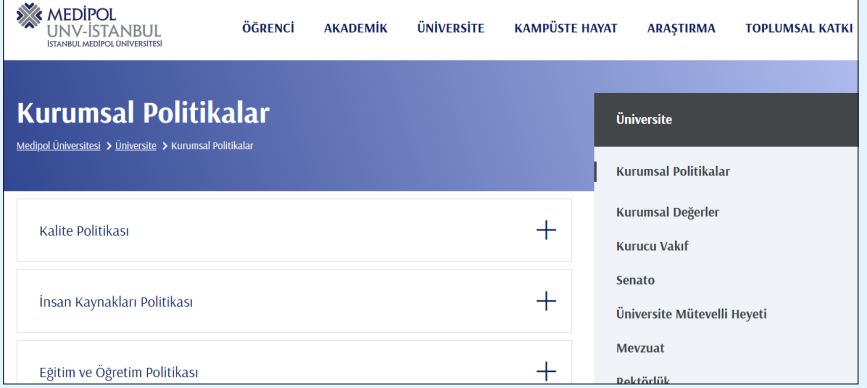 MEDİPOL
UNV-İSTANBUL
İSTANBUL MEDİPOL ÜNİVERSİTESİ
ÖĞRENCİ AKADEMİK ÜNİVERSİTE KAMPÜSTE HAYAT ARAŞTIRMA TOPLUMSAL KATKI
Kurumsal Politikalar
Medipol Üniversitesi > Üniversite > Kurumsal Politikalar
Kalite Politikası
İnsan Kaynakları Politikası
Eğitim ve Öğretim Politikası
Üniversite
Kurumsal Politikalar
Kurumsal Değerler
Kurucu Vakıf
Senato
Üniversite Mütevelli Heyeti
Mevzuat
Rektörlük